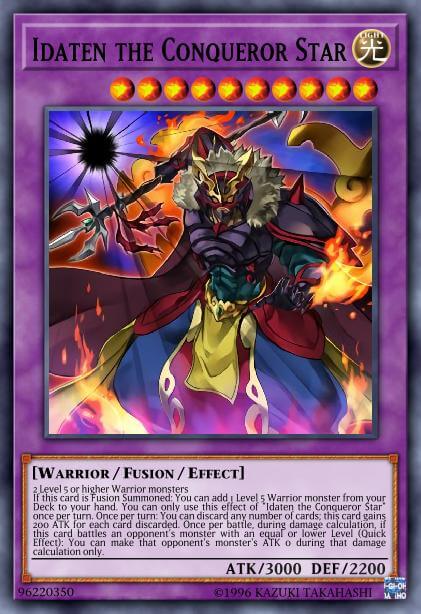 Idaten the Conqueror Star
LIGHT
光
[Warrior / Fusion / Effect]
2 Level 5 or higher Warrior monsters
If this card is Fusion Summoned: You can add 1 Level 5 Warrior monster from your
Deck to your hand. You can only use this effect of "Idaten the Conqueror Star"
once per turn. Once per turn: You can discard any number of cards; this card gains
200 ATK for each card discarded. Once per battle, during damage calculation, if
this card battles an opponent's monster with an equal or lower Level (Quick
Effect): You can make that opponent's monster's ATK 0 during that damage
calculation only.
ATK/3000 DEF/2200
96220350
©1996 KAZUKI TAKAHASHI